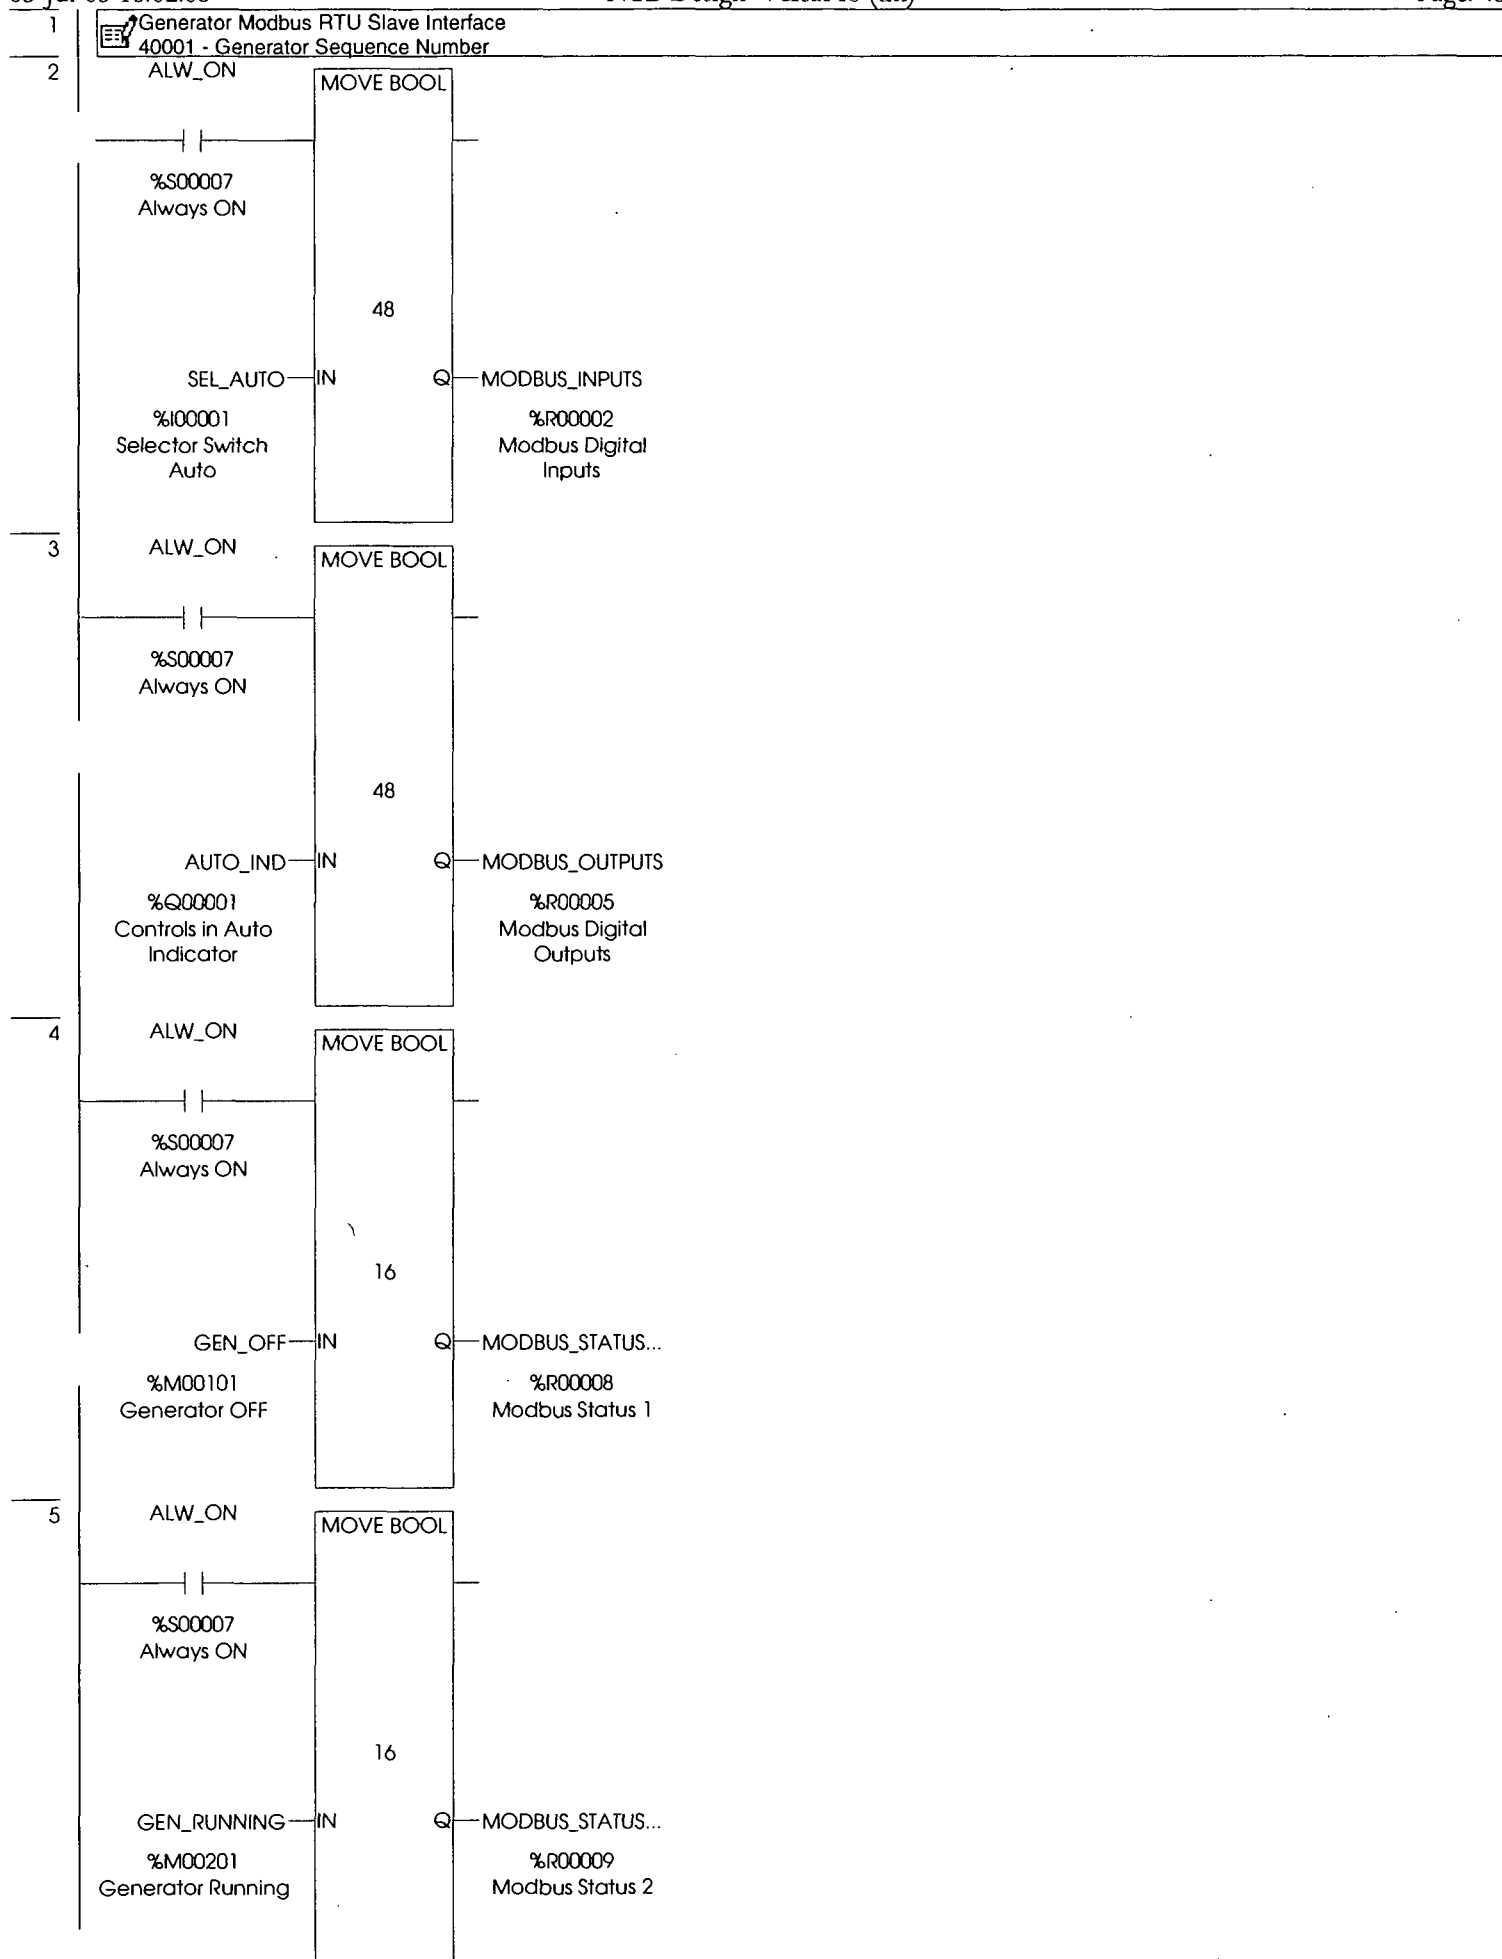 1
Generator Modbus RTU Slave Interface
40001 - Generator Sequence Number
2
ALW_ON
MOVE BOOL
%S00007
Always ON
48
SEL_AUTO IN Q MODBUS_INPUTS
%I00001 %R00002
Selector Switch Modbus Digital
Auto Inputs
3
ALW_ON
MOVE BOOL
%S00007
Always ON
48
AUTO_IND IN Q MODBUS_OUTPUTS
%Q00001 %R00005
Controls in Auto Modbus Digital
Indicator Outputs
4
ALW_ON
MOVE BOOL
%S00007
Always ON
16
GEN_OFF IN Q MODBUS_STATUS...
%M00101 %R00008
Generator OFF Modbus Status 1
5
ALW_ON
MOVE BOOL
%S00007
Always ON
16
GEN_RUNNING IN Q MODBUS_STATUS...
%M00201 %R00009
Generator Running Modbus Status 2